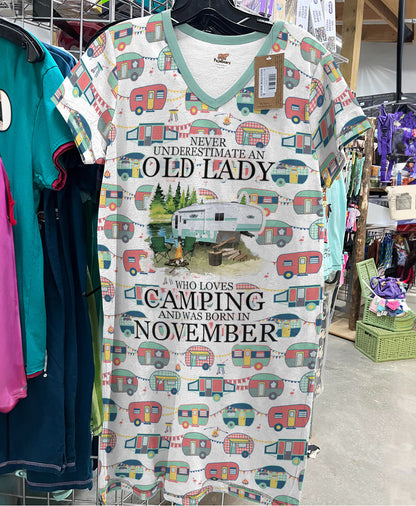 NEVER
UNDERESTIMATE AN
OLD LADY
WHO LOVES
CAMPING
AND WAS BORN IN
NOVEMBER